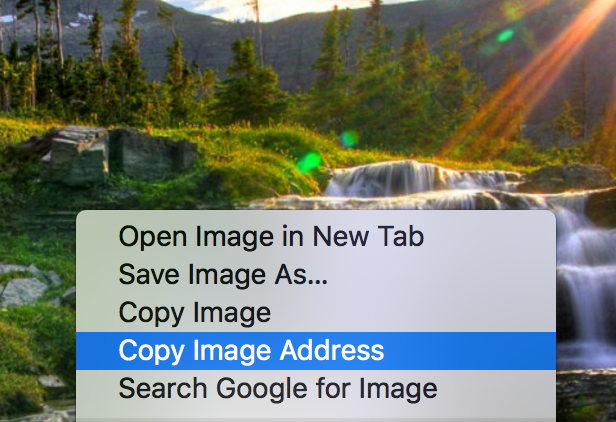 Open Image in New Tab
Save Image As...
Copy Image
Copy Image Address
Search Google for Image